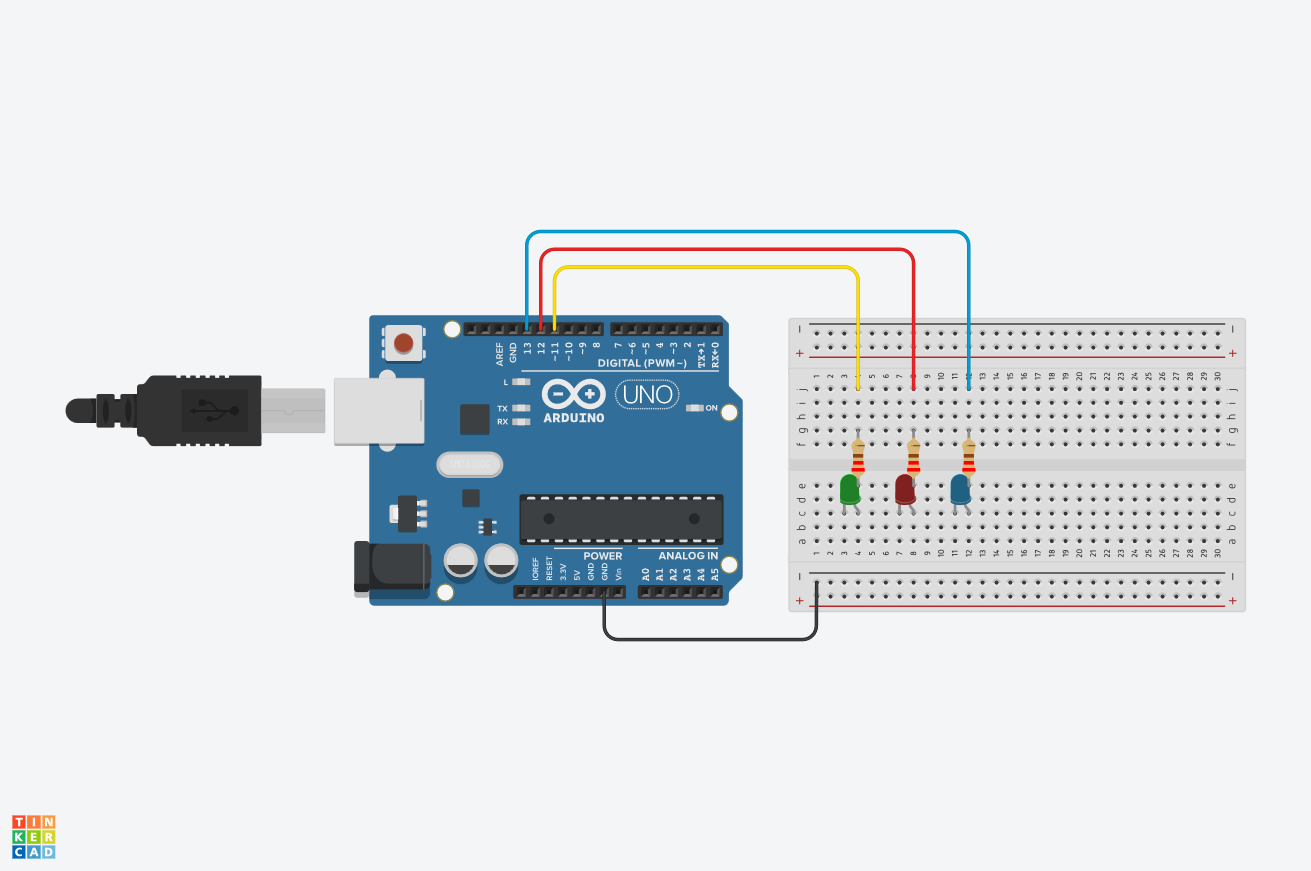 - -
+ +
1 2 3 4 5 6 7 8 9 10 11 12 13 14 15 16 17 18 19 20 21 22 23 24 25 26 27 28 29 30
j j
i i
h h
g g
f f
e e
d d
c c
b b
a a
1 2 3 4 5 6 7 8 9 10 11 12 13 14 15 16 17 18 19 20 21 22 23 24 25 26 27 28 29 30
- -
+ +
AREF
GND
13
12
~11
~10
~9
8
7
~6
~5
4
~3
2
TX→1
RX←0
DIGITAL (PWM~)
L
TX
RX
ARDUINO
UNO
ON
POWER
ANALOG IN
IOREF
RESET
3.3V
5V
GND
GND
Vin
A0
A1
A2
A3
A4
A5
TIN
KER
CAD